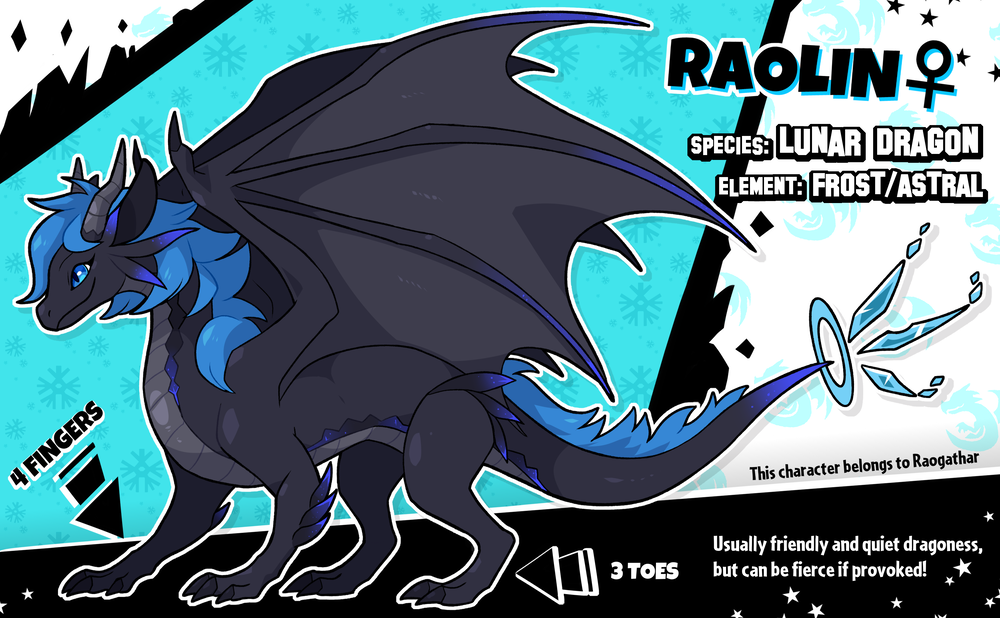 RAOLIN♀
SPECIES: LUNAR DRAGON
ELEMENT: FROST/ASTRAL
4 FINGERS
This character belongs to Raogathar
3 TOES
Usually friendly and quiet dragoness,
but can be fierce if provoked!